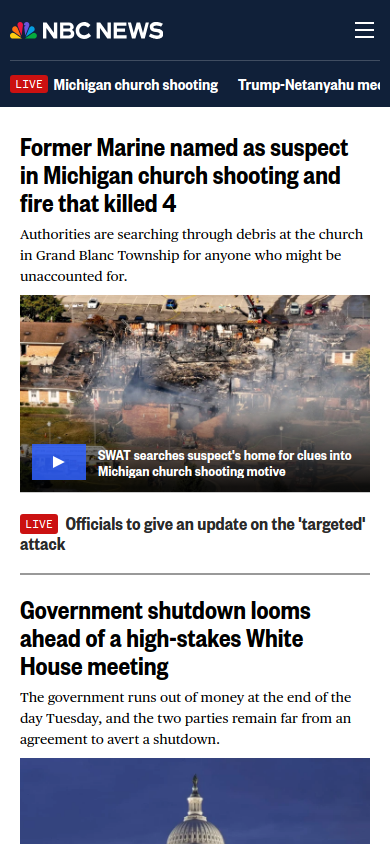 NBC NEWS
LIVE Michigan church shooting Trump-Netanyahu mee
Former Marine named as suspect
in Michigan church shooting and
fire that killed 4
Authorities are searching through debris at the church
in Grand Blanc Township for anyone who might be
unaccounted for.
SWAT searches suspect's home for clues into
Michigan church shooting motive
LIVE Officials to give an update on the 'targeted'
attack
Government shutdown looms
ahead of a high-stakes White
House meeting
The government runs out of money at the end of the
day Tuesday, and the two parties remain far from an
agreement to avert a shutdown.